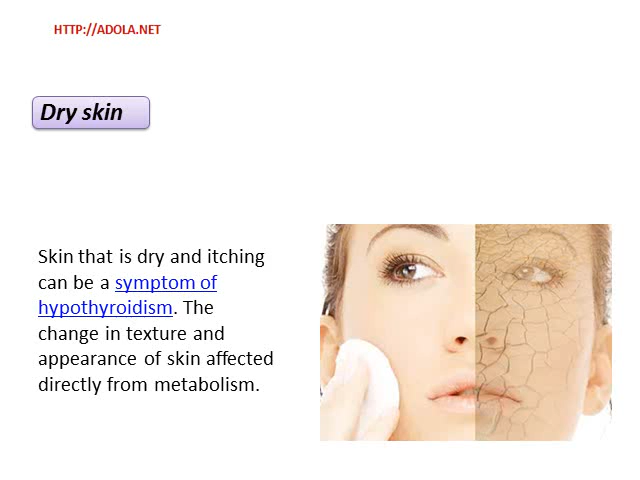 HTTP://ADOLA.NET
Dry skin
Skin that is dry and itching
can be a symptom of
hypothyroidism. The
change in texture and
appearance of skin affected
directly from metabolism.